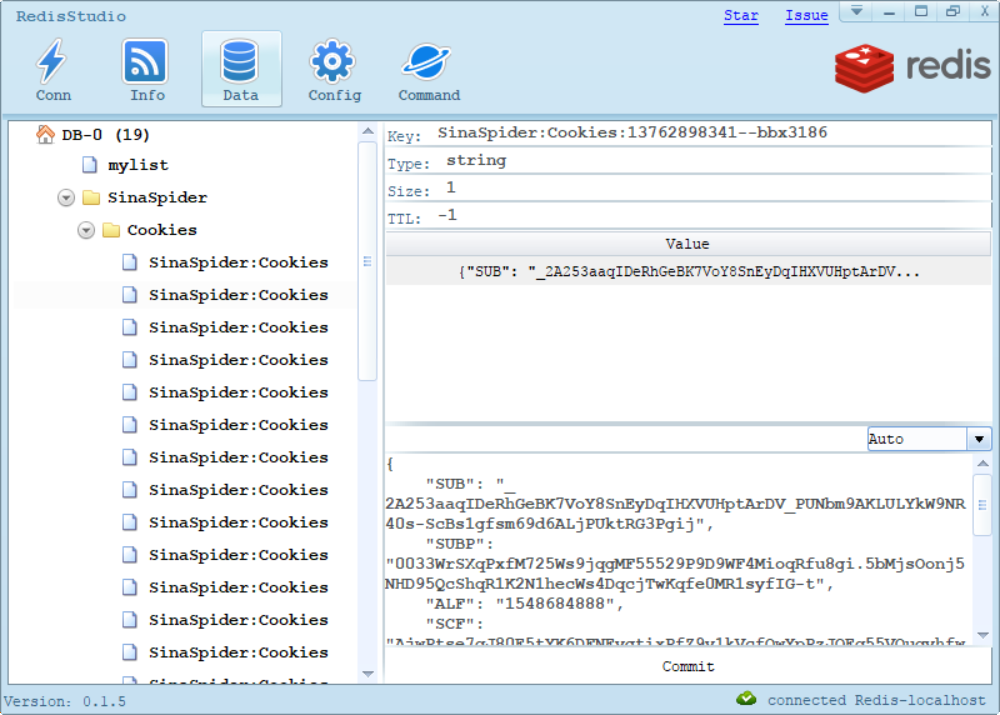 RedisStudio
Star Issue
Conn Info Data Config Command
redis
DB-0 (19)
mylist
SinaSpider
Cookies
SinaSpider:Cookies
SinaSpider:Cookies
SinaSpider:Cookies
SinaSpider:Cookies
SinaSpider:Cookies
SinaSpider:Cookies
SinaSpider:Cookies
SinaSpider:Cookies
SinaSpider:Cookies
SinaSpider:Cookies
SinaSpider:Cookies
SinaSpider:Cookies
SinaSpider:Cookies
SinaSpider:Cookies
Key: SinaSpider:Cookies:13762898341--bbx3186
Type: string
Size: 1
TTL: -1
Value
{"SUB": "_2A253aaqIDeRhGeBK7VoY8SnEyDqIHXVUHptArDV...
Auto
{
"SUB": "_
2A253aaqIDeRhGeBK7VoY8SnEyDqIHXVUHptArDV_PUNbm9AKLULYkW9NR
40s-ScBs1gfsm69d6ALjPUktRG3Pgij",
"SUBP":
"0033WrSXqPxfM725Ws9jqgMF55529P9D9WF4MioqRfu8gi.5bMjsOonj5
NHD95QcShqR1K2N1hecWs4DqcjTwKqfe0MR1syfIG-t",
"ALF": "1548684888",
"SCF":
Commit
Version: 0.1.5
connected Redis-localhost